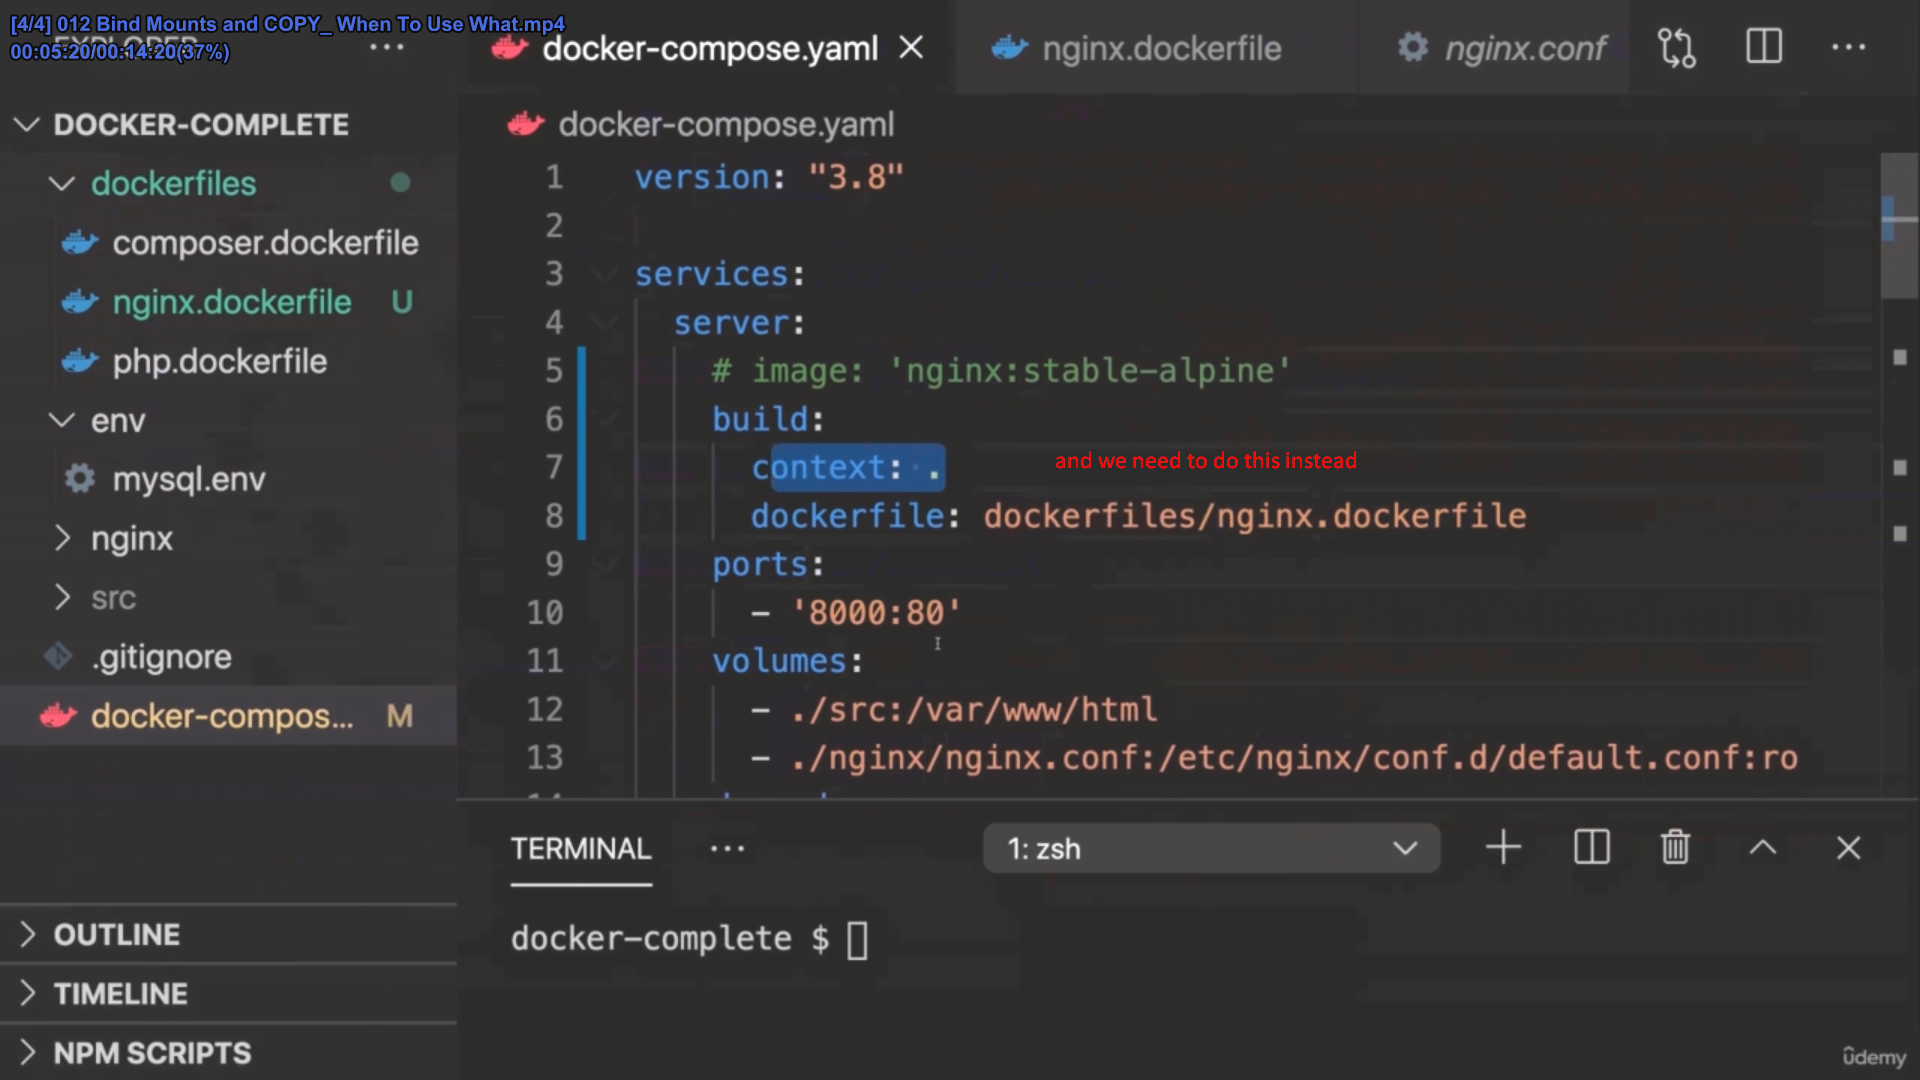 [4/4] 012 Bind Mounts and COPY_ When To Use What.mp4
00:05:20/00:14:20(37%)
EXPLORER
docker-compose.yaml
nginx.dockerfile
nginx.conf
DOCKER-COMPLETE
dockerfiles
composer.dockerfile
nginx.dockerfile U
php.dockerfile
env
mysql.env
nginx
src
.gitignore
docker-compos... M
OUTLINE
TIMELINE
NPM SCRIPTS
docker-compose.yaml
1 version: "3.8"
2
3 services:
4 server:
5 # image: 'nginx:stable-alpine'
6 build:
7 context: .
and we need to do this instead
8 dockerfile: dockerfiles/nginx.dockerfile
9 ports:
10 - '8000:80'
11 volumes:
12 - ./src:/var/www/html
13 - ./nginx/nginx.conf:/etc/nginx/conf.d/default.conf:ro
TERMINAL
1: zsh
docker-complete $
ûdemy